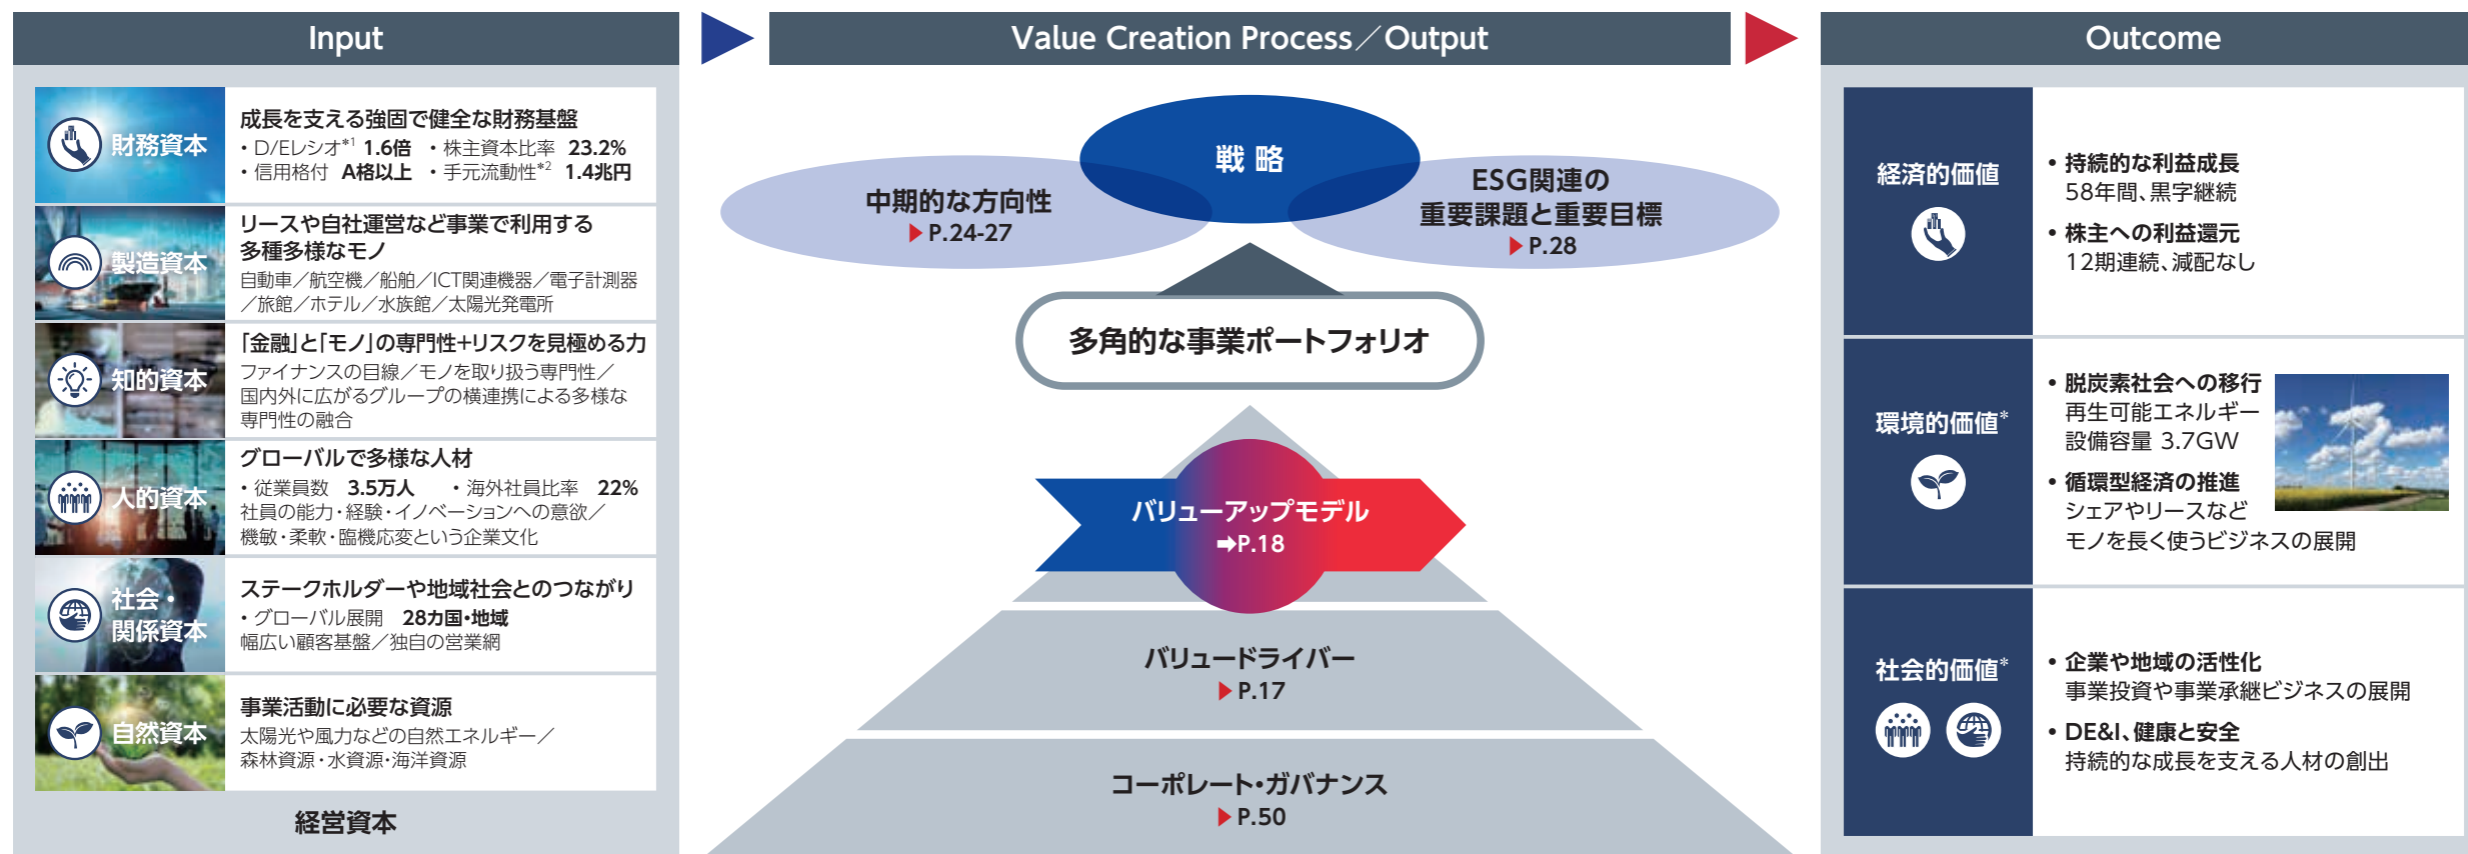 Input
財務資本
成長を支える強固で健全な財務基盤
・D/Eレシオ*1 1.6倍 ・株主資本比率 23.2%
・信用格付 A格以上 ・手元流動性*2 1.4兆円
製造資本
リースや自社運営など事業で利用する
多種多様なモノ
自動車／航空機／船舶／ICT関連機器／電子計測器
／旅館／ホテル／水族館／太陽光発電所
知的資本
「金融」と「モノ」の専門性+リスクを見極める力
ファイナンスの目線／モノを取り扱う専門性／
国内外に広がるグループの横連携による多様な
専門性の融合
人的資本
グローバルで多様な人材
・従業員数 3.5万人 ・海外社員比率 22%
社員の能力・経験・イノベーションへの意欲／
機敏・柔軟・臨機応変という企業文化
社会・
関係資本
ステークホルダーや地域社会とのつながり
・グローバル展開 28カ国・地域
幅広い顧客基盤／独自の営業網
自然資本
事業活動に必要な資源
太陽光や風力などの自然エネルギー／
森林資源・水資源・海洋資源
経営資本
Value Creation Process／Output
戦略
中期的な方向性
▶P.24-27
ESG関連の
重要課題と重要目標
▶P.28
多角的な事業ポートフォリオ
バリューアップモデル
➡P.18
バリュードライバー
▶P.17
コーポレート・ガバナンス
▶P.50
Outcome
経済的価値
• 持続的な利益成長
58年間、黒字継続
• 株主への利益還元
12期連続、減配なし
環境的価値*
• 脱炭素社会への移行
再生可能エネルギー
設備容量 3.7GW
• 循環型経済の推進
シェアやリースなど
モノを長く使うビジネスの展開
社会的価値*
• 企業や地域の活性化
事業投資や事業承継ビジネスの展開
• DE&I、健康と安全
持続的な成長を支える人材の創出